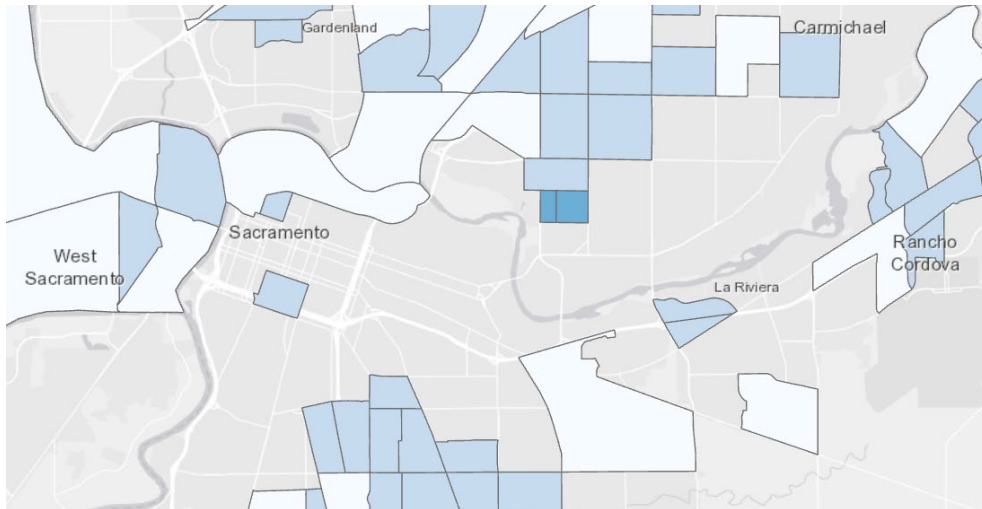 Gardenland
Carmichael
Sacramento
West
Sacramento
Rancho
Cordova
La Riviera